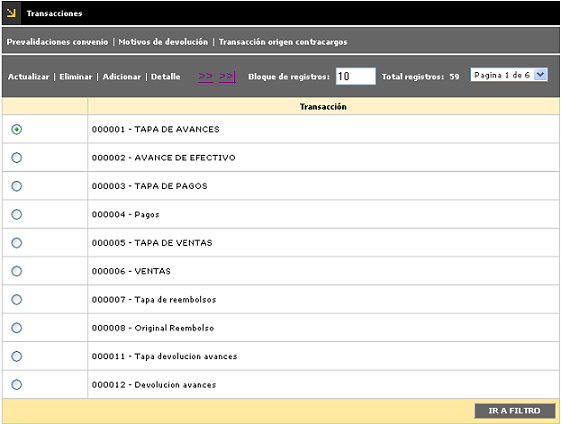 Transacciones
Prevalidaciones convenio | Motivos de devolución | Transacción origen contracargos
Actualizar | Eliminar | Adicionar | Detalle >> >>| Bloque de registros: 10 Total registros: 59 Pagina 1 de 6
Transacción
000001 - TAPA DE AVANCES
000002 - AVANCE DE EFECTIVO
000003 - TAPA DE PAGOS
000004 - Pagos
000005 - TAPA DE VENTAS
000006 - VENTAS
000007 - Tapa de reembolsos
000008 - Original Reembolso
000011 - Tapa devolucion avances
000012 - Devolucion avances
IR A FILTRO